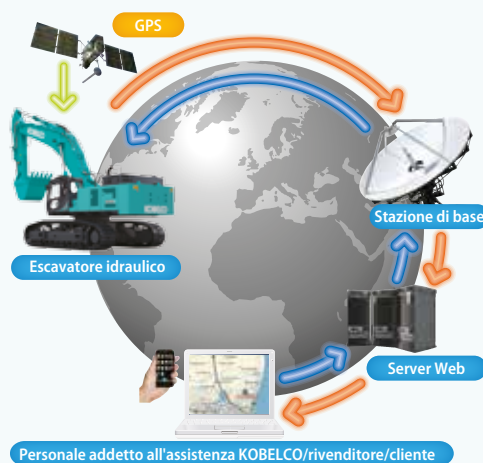 GPS
Stazione di base
Escavatore idraulico
Server Web
Personale addetto all'assistenza KOBELCO/rivenditore/cliente